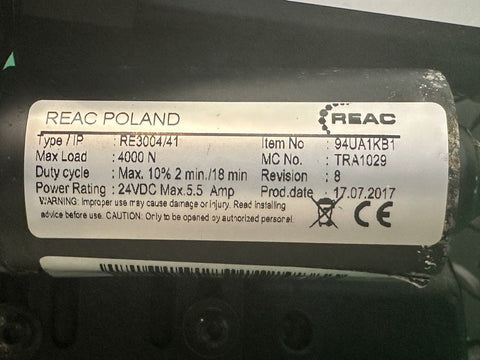 REAC POLAND REAC
Type / IP : RE3004/41 Item No : 94UA1KB1
Max Load : 4000 N MC No. : TRA1029
Duty cycle : Max. 10% 2 min./18 min Revision : 8
Power Rating : 24VDC Max.5.5 Amp Prod.date : 17.07.2017
WARNING: Improper use may cause damage or injury. Read installing
advice before use. CAUTION: Only to be opened by authorized personal.
CE